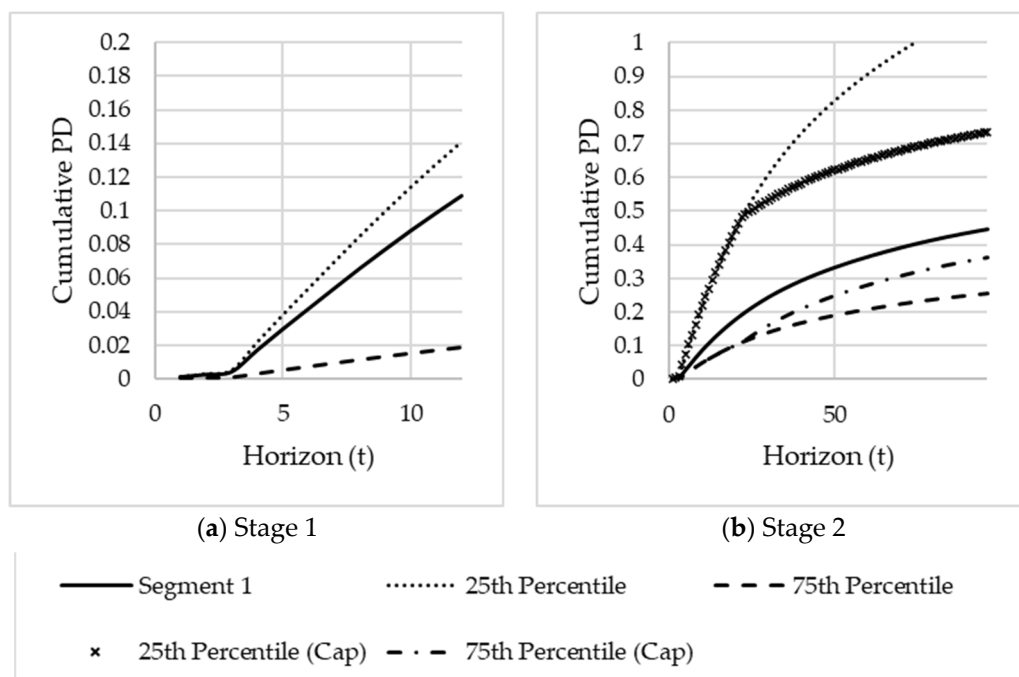 0.2
0.18
0.16
0.14
0.12
0.1
0.08
0.06
0.04
0.02
0
Cumulative PD
0 5 10
Horizon (t)
(a) Stage 1
1
0.9
0.8
0.7
0.6
0.5
0.4
0.3
0.2
0.1
0
Cumulative PD
0 50
Horizon (t)
(b) Stage 2
Segment 1 25th Percentile 75th Percentile
25th Percentile (Cap) 75th Percentile (Cap)